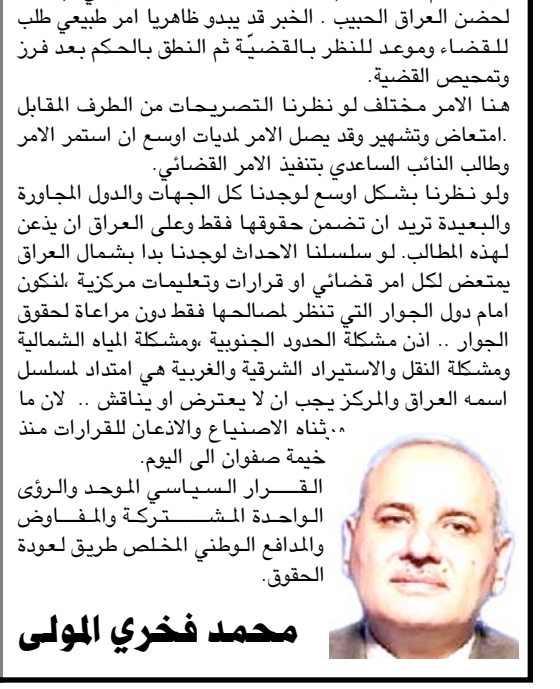 لحضن العراق الحبيب . الخبر قد يبدو ظاهريا امر طبيعي طلب
للقضاء وموعد للنظر بالقضيّة ثم النطق بالحكم بعد فرز
وتمحيص القضية.
هنا الامر مختلف لو نظرنا التصريحات من الطرف المقابل
.امتعاض وتشهير وقد يصل الامر لمديات اوسع ان استمر الامر
وطالب النائب الساعدي بتنفيذ الامر القضائي.
ولو نظرنا بشكل اوسع لوجدنا كل الجهات والدول المجاورة
والبعيدة تريد ان تضمن حقوقها فقط وعلى العراق ان يذعن
لهذه المطالب. لو سلسلنا الاحداث لوجدنا بدا بشمال العراق
يمتعض لكل امر قضائي او قرارات وتعليمات مركزية ،لنكون
امام دول الجوار التي تنظر لمصالحها فقط دون مراعاة لحقوق
الجوار .. اذن مشكلة الحدود الجنوبية ،ومشكلة المياه الشمالية
ومشكلة النقل والاستيراد الشرقية والغربية هي امتداد لمسلسل
اسمه العراق والمركز يجب ان لا يعترض او يناقش .. لان ما
الاصنياع والاذعان للقرارات منذ
خيمة صفوان الى اليوم.
القرار السياسي الموحد والرؤى
الواحدة المشتركة والمفاوض
والمدافع الوطني المخلص طريق لعودة
الحقوق.
محمد فخري المولى